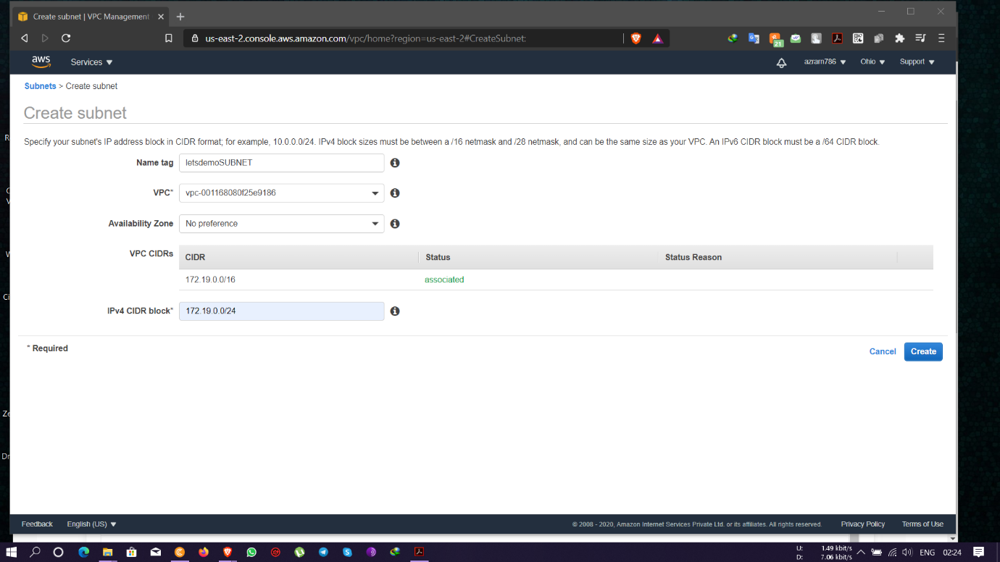 Create subnet | VPC Management
us-east-2.console.aws.amazon.com/vpc/home?region=us-east-2#CreateSubnet:
21
aws
Services
azram786
Ohio
Support
Subnets > Create subnet
Create subnet
Specify your subnet's IP address block in CIDR format; for example, 10.0.0.0/24. IPv4 block sizes must be between a /16 netmask and /28 netmask, and can be the same size as your VPC. An IPv6 CIDR block must be a /64 CIDR block.
Name tag letsdemoSUBNET
VPC* vpc-001168080f25e9186
Availability Zone No preference
VPC CIDRs CIDR Status Status Reason
172.19.0.0/16 associated
IPv4 CIDR block* 172.19.0.0/24
* Required
Cancel Create
Feedback English (US) © 2008 - 2020, Amazon Internet Services Private Ltd. or its affiliates. All rights reserved. Privacy Policy Terms of Use
U: 1.49 kbit/s
D: 7.06 kbit/s
ENG 02:24